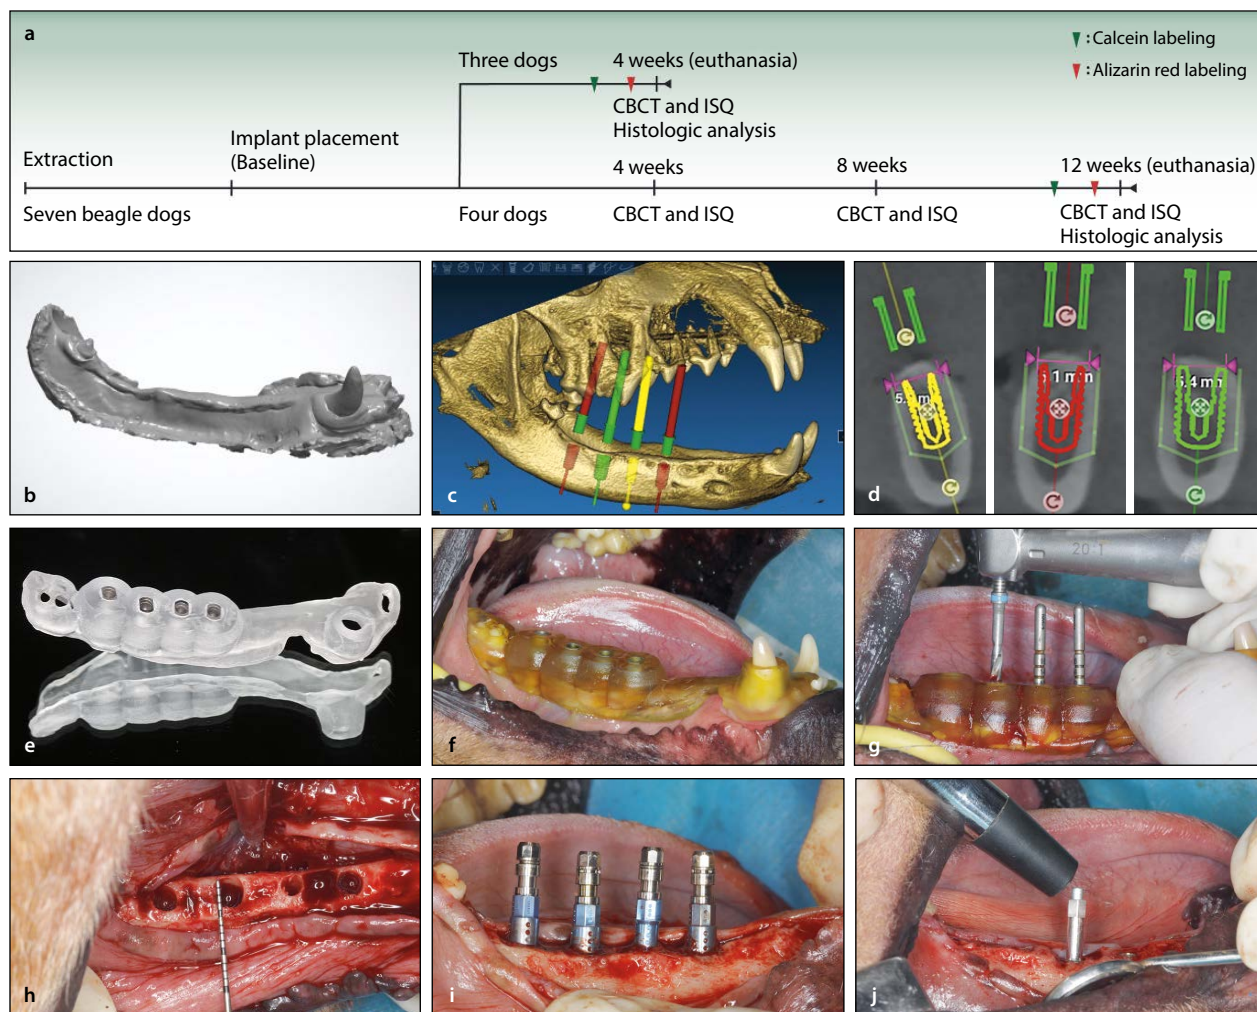 a
▼:Calcein labeling
▼:Alizarin red labeling
Three dogs
4 weeks (euthanasia)
CBCT and ISQ
Histologic analysis
Implant placement
(Baseline)
Extraction
4 weeks
8 weeks
12 weeks (euthanasia)
Seven beagle dogs
Four dogs
CBCT and ISQ
CBCT and ISQ
CBCT and ISQ
Histologic analysis
b
c
d
e
f
20:1
g
h
i
j